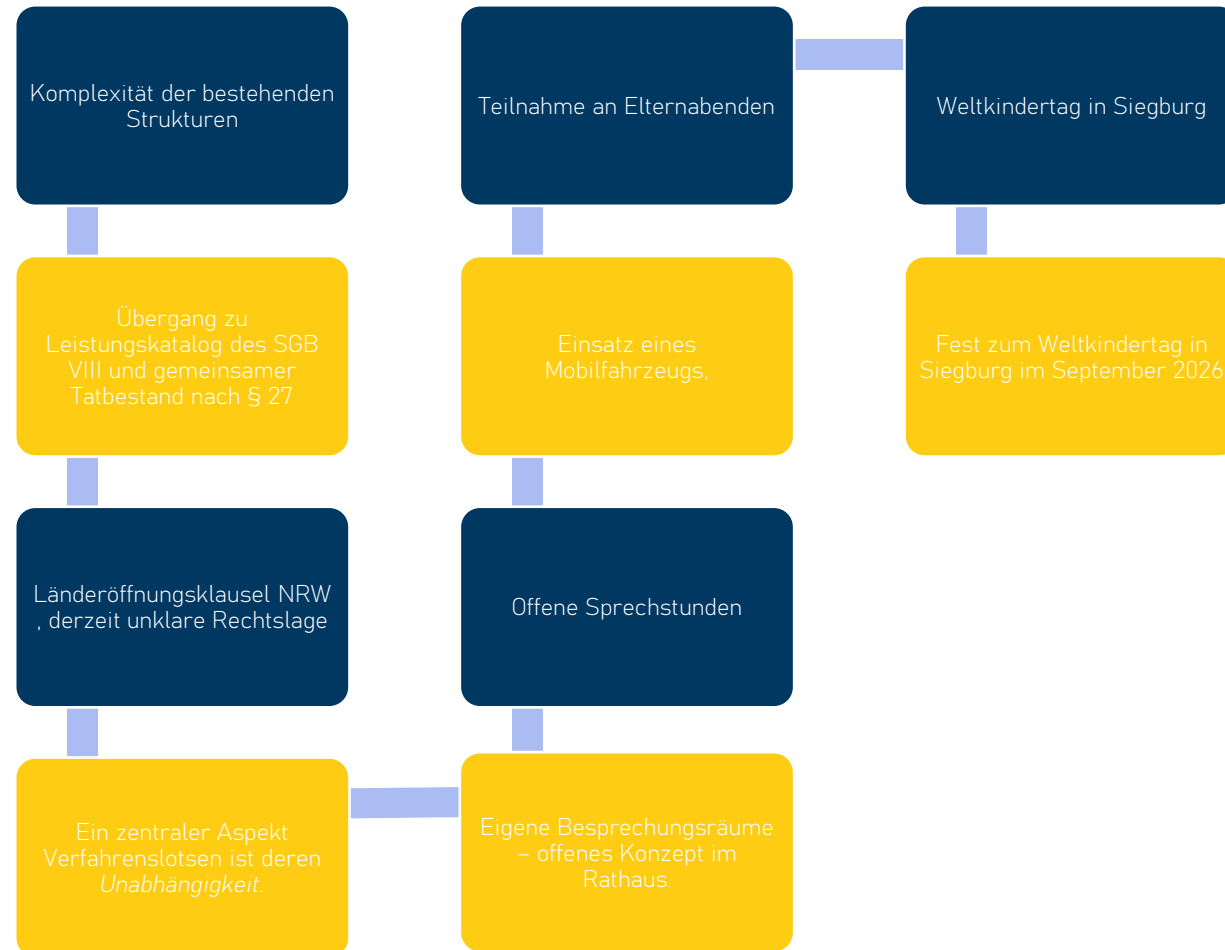 Komplexität der bestehenden
Strukturen
Übergang zu
Leistungskatalog des SGB
VIII und gemeinsamer
Tatbestand nach § 27
Länderöffnungsklausel NRW
, derzeit unklare Rechtslage
Ein zentraler Aspekt
Verfahrenslotsen ist deren
Unabhängigkeit.
Eigene Besprechungsräume
– offenes Konzept im
Rathaus.
Offene Sprechstunden
Einsatz eines
Mobilfahrzeugs,
Teilnahme an Elternabenden
Weltkindertag in Siegburg
Fest zum Weltkindertag in
Siegburg im September 2026